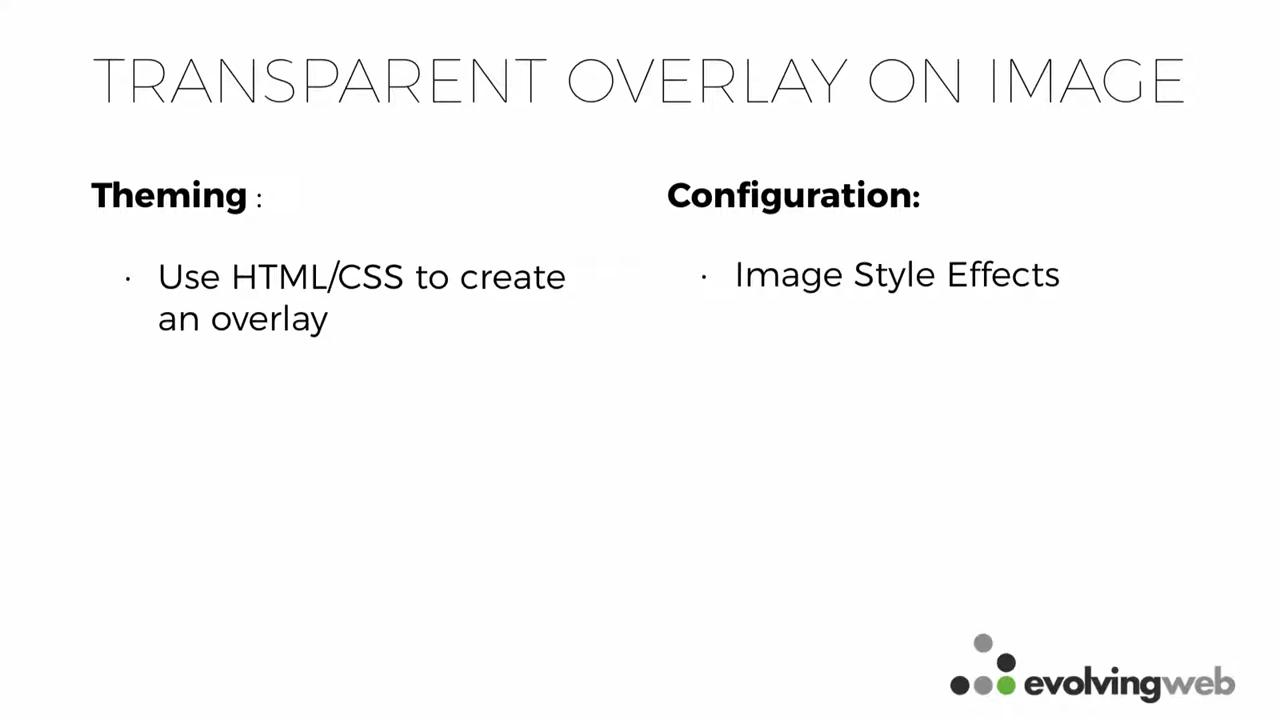 TRANSPARENT OVERLAY ON IMAGE
Theming :
· Use HTML/CSS to create
an overlay
Configuration:
· Image Style Effects
evolvingweb